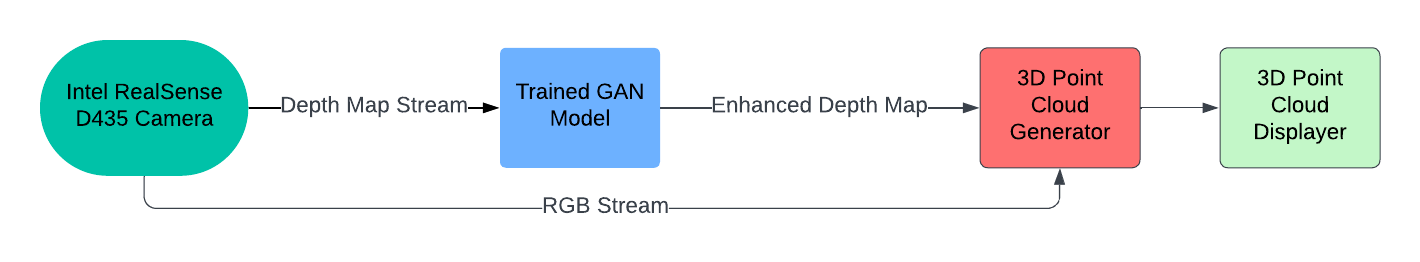 Intel RealSense
D435 Camera
Depth Map Stream
Trained GAN
Model
Enhanced Depth Map
3D Point
Cloud
Generator
3D Point
Cloud
Displayer
RGB Stream